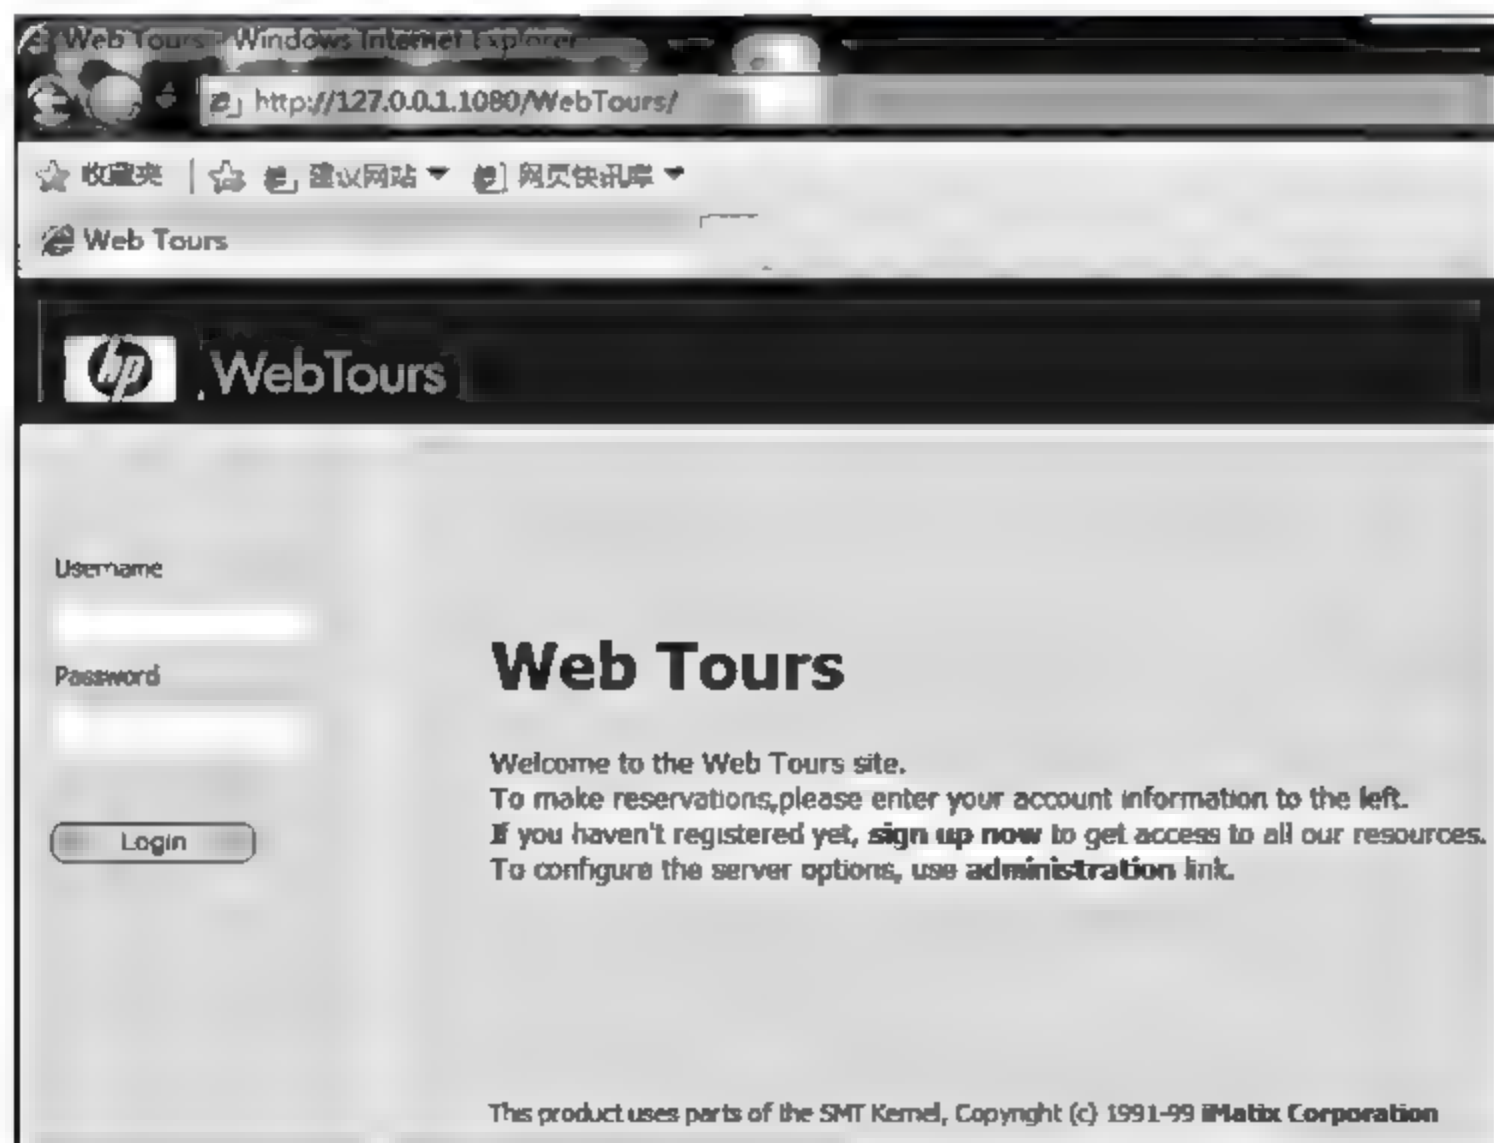 Web Tours - Windows Internet Explorer
http://127.0.0.1.1080/WebTours/
收藏夹 建议网站 网页快讯库
Web Tours
hp WebTours
Username
Password
Login
Web Tours
Welcome to the Web Tours site.
To make reservations,please enter your account information to the left.
If you haven't registered yet, sign up now to get access to all our resources.
To configure the server options, use administration link.
This product uses parts of the SMT Kernel, Copyright (c) 1991-99 iMatix Corporation